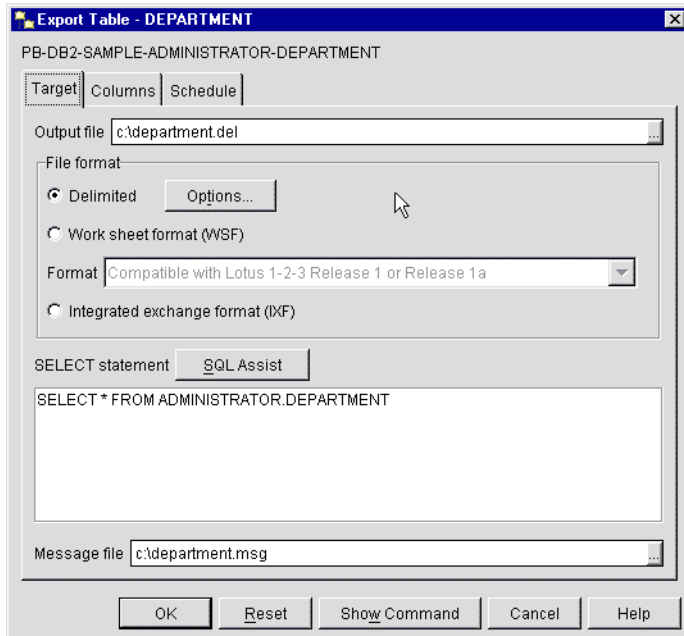 Export Table - DEPARTMENT
PB-DB2-SAMPLE-ADMINISTRATOR-DEPARTMENT
Target Columns Schedule
Output file c:\department.del ...
File format
Delimited Options...
Work sheet format (WSF)
Format Compatible with Lotus 1-2-3 Release 1 or Release 1a
Integrated exchange format (IXF)
SELECT statement SQL Assist
SELECT * FROM ADMINISTRATOR.DEPARTMENT
Message file c:\department.msg ...
OK Reset Show Command Cancel Help